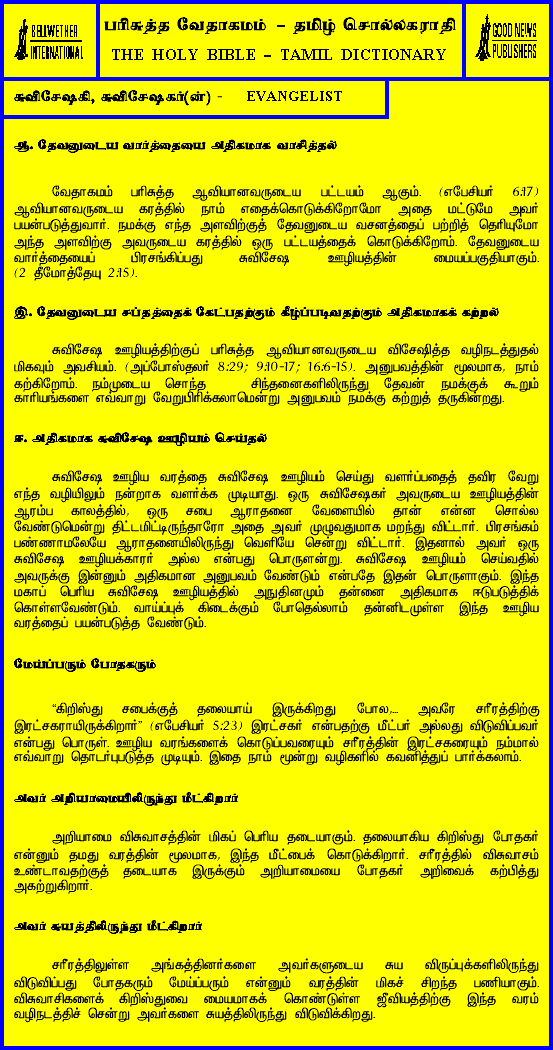 BELLWETHER
INTERNATIONAL
பரிசுத்த வேதாகமம் – தமிழ் சொல்லகராதி
THE HOLY BIBLE – TAMIL DICTIONARY
GOOD NEWS
PUBLISHERS
சுவிசேஷகி, சுவிசேஷகர்(ன்) - EVANGELIST
ஆ. தேவனுடைய வார்த்தையை அதிகமாக வாசித்தல்
வேதாகமம் பரிசுத்த ஆவியானவருடைய பட்டயம் ஆகும். (எபேசியர் 6:17)
ஆவியானவருடைய கரத்தில் நாம் எதைக்கொடுக்கிறோமோ அதை மட்டுமே அவர்
பயன்படுத்துவார். நமக்கு எந்த அளவிற்குத் தேவனுடைய வசனத்தைப் பற்றித் தெரியுமோ
அந்த அளவிற்கு அவருடைய கரத்தில் ஒரு பட்டயத்தைக் கொடுக்கிறோம். தேவனுடைய
வார்த்தையைப் பிரசங்கிப்பது சுவிசேஷ ஊழியத்தின் மையப்பகுதியாகும்.
(2 தீமோத்தேயு 2:15).
இ. தேவனுடைய சப்தத்தைக் கேட்பதற்கும் கீழ்ப்படிவதற்கும் அதிகமாகக் கற்றல்
சுவிசேஷ ஊழியத்திற்குப் பரிசுத்த ஆவியானவருடைய விசேஷித்த வழிநடத்துதல்
மிகவும் அவசியம். (அப்போஸ்தலர் 8:29; 9:10-17; 16:6-15). அனுபவத்தின் மூலமாக, நாம்
கற்கிறோம். நம்முடைய சொந்த சிந்தனைகளிலிருந்து தேவன் நமக்குக் கூறும்
காரியங்களை எவ்வாறு வேறுபிரிக்கலாமென்று அனுபவம் நமக்கு கற்றுத் தருகின்றது.
ஈ. அதிகமாக சுவிசேஷ ஊழியம் செய்தல்
சுவிசேஷ ஊழிய வரத்தை சுவிசேஷ ஊழியம் செய்து வளர்ப்பதைத் தவிர வேறு
எந்த வழியிலும் நன்றாக வளர்க்க முடியாது. ஒரு சுவிசேஷகர் அவருடைய ஊழியத்தின்
ஆரம்ப காலத்தில், ஒரு சபை ஆராதனை வேளையில் தான் என்ன சொல்ல
வேண்டுமென்று திட்டமிட்டிருந்தாரோ அதை அவர் முழுவதுமாக மறந்து விட்டார். பிரசங்கம்
பண்ணாமலேயே ஆராதனையிலிருந்து வெளியே சென்று விட்டார். இதனால் அவர் ஒரு
சுவிசேஷ ஊழியக்காரர் அல்ல என்பது பொருளன்று. சுவிசேஷ ஊழியம் செய்வதில்
அவருக்கு இன்னும் அதிகமான அனுபவம் வேண்டும் என்பதே இதன் பொருளாகும். இந்த
மகாப் பெரிய சுவிசேஷ ஊழியத்தில் அநுதினமும் தன்னை அதிகமாக ஈடுபடுத்திக்
கொள்ளவேண்டும். வாய்ப்புக் கிடைக்கும் போதெல்லாம் தன்னிடமுள்ள இந்த ஊழிய
வரத்தைப் பயன்படுத்த வேண்டும்.
மேய்ப்பரும் போதகரும்
“கிறிஸ்து சபைக்குத் தலையாய் இருக்கிறது போல,... அவரே சரீரத்திற்கு
இரட்சகராயிருக்கிறார்” (எபேசியர் 5:23) இரட்சகர் என்பதற்கு மீட்பர் அல்லது விடுவிப்பவர்
என்பது பொருள். ஊழிய வரங்களைக் கொடுப்பவரையும் சரீரத்தின் இரட்சகரையும் நம்மால்
எவ்வாறு தொடர்புபடுத்த முடியும். இதை நாம் மூன்று வழிகளில் கவனித்துப் பார்க்கலாம்.
அவர் அறியாமையிலிருந்து மீட்கிறார்
அறியாமை விசுவாசத்தின் மிகப் பெரிய தடையாகும். தலையாகிய கிறிஸ்து போதகர்
என்னும் தமது வரத்தின் மூலமாக, இந்த மீட்பைக் கொடுக்கிறார். சரீரத்தில் விசுவாசம்
உண்டாவதற்குத் தடையாக இருக்கும் அறியாமையை போதகர் அறிவைக் கற்பித்து
அகற்றுகிறார்.
அவர் சுயத்திலிருந்து மீட்கிறார்
சரீரத்திலுள்ள அங்கத்தினர்களை அவர்களுடைய சுய விருப்புக்களிலிருந்து
விடுவிப்பது போதகரும் மேய்ப்பரும் என்னும் வரத்தின் மிகச் சிறந்த பணியாகும்.
விசுவாசிகளைக் கிறிஸ்துவை மையமாகக் கொண்டுள்ள ஜீவியத்திற்கு இந்த வரம்
வழிநடத்திச் சென்று அவர்களை சுயத்திலிருந்து விடுவிக்கிறது.